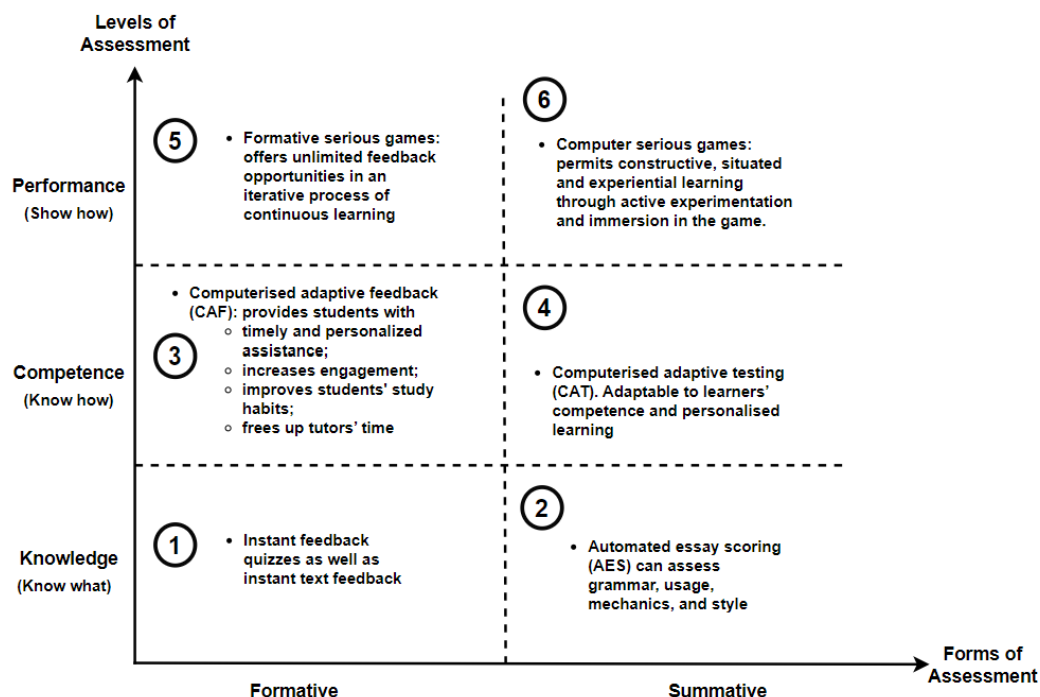 Levels of
Assessment
5
• Formative serious games:
offers unlimited feedback
opportunities in an
iterative process of
continuous learning
6
• Computer serious games:
permits constructive, situated
and experiential learning
through active experimentation
and immersion in the game.
Performance
(Show how)
• Computerised adaptive feedback
(CAF): provides students with
○ timely and personalized
assistance;
○ increases engagement;
○ improves students' study
habits;
○ frees up tutors’ time
3
4
• Computerised adaptive testing
(CAT). Adaptable to learners’
competence and personalised
learning
Competence
(Know how)
1
• Instant feedback
quizzes as well as
instant text feedback
2
• Automated essay scoring
(AES) can assess
grammar, usage,
mechanics, and style
Knowledge
(Know what)
Formative
Summative
Forms of
Assessment